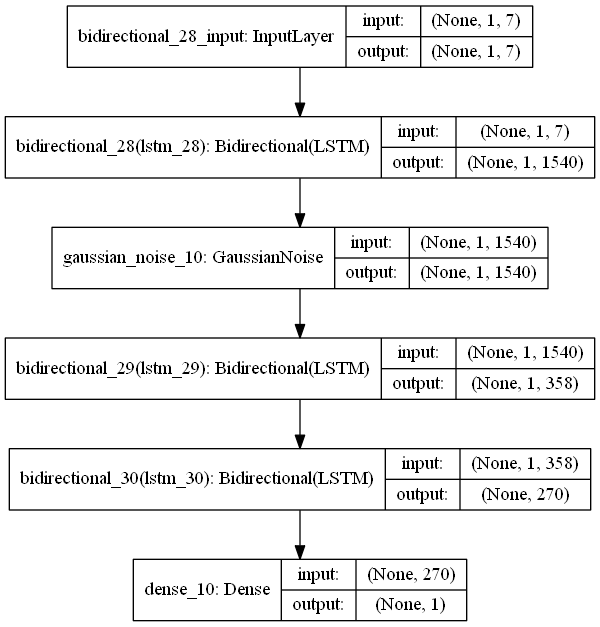 bidirectional_28_input: InputLayer
input: (None, 1, 7)
output: (None, 1, 7)
bidirectional_28(lstm_28): Bidirectional(LSTM)
input: (None, 1, 7)
output: (None, 1, 1540)
gaussian_noise_10: GaussianNoise
input: (None, 1, 1540)
output: (None, 1, 1540)
bidirectional_29(lstm_29): Bidirectional(LSTM)
input: (None, 1, 1540)
output: (None, 1, 358)
bidirectional_30(lstm_30): Bidirectional(LSTM)
input: (None, 1, 358)
output: (None, 270)
dense_10: Dense
input: (None, 270)
output: (None, 1)